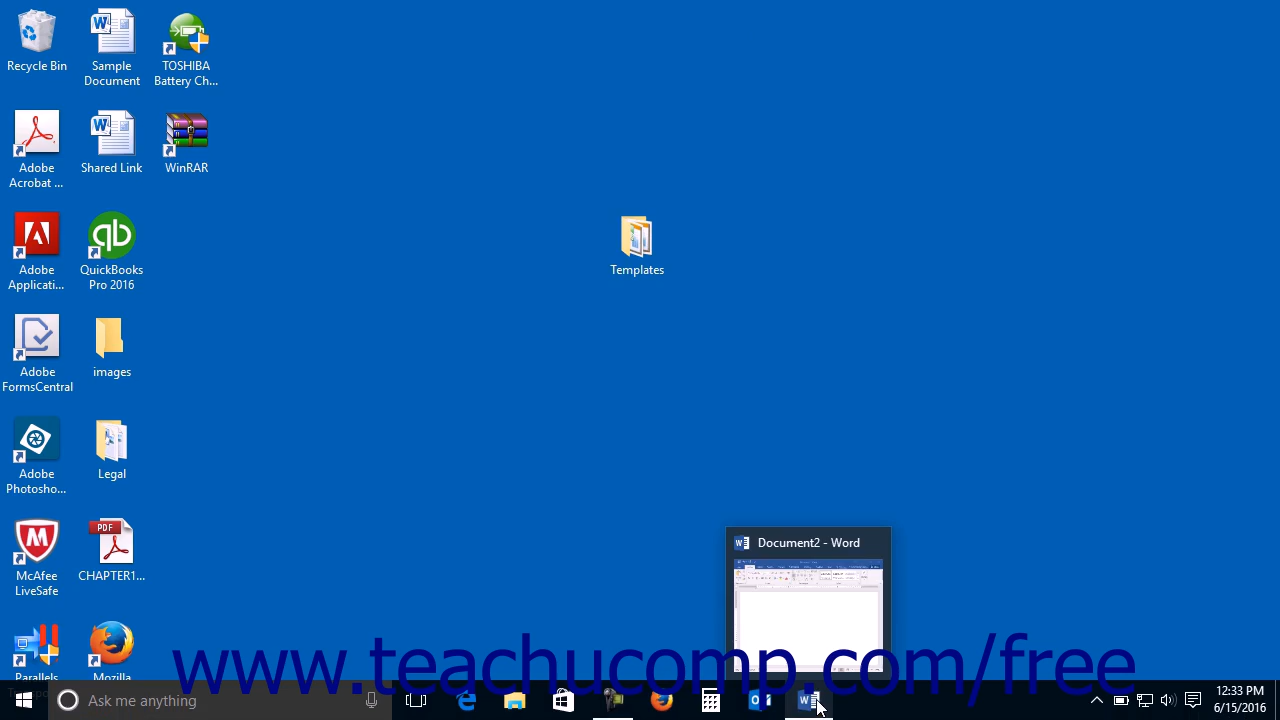 Recycle Bin
Sample
Document
TOSHIBA
Battery Ch...
Adobe
Acrobat ...
Shared Link
WinRAR
Adobe
Applicati...
QuickBooks
Pro 2016
Templates
Adobe
FormsCentral
images
Adobe
Photosho...
Legal
McAfee
LiveSafe
PDF
CHAPTER1...
Document2 - Word
Parallels
Mozilla
www.teachucomp.com/free
Ask me anything
12:33 PM
6/15/2016